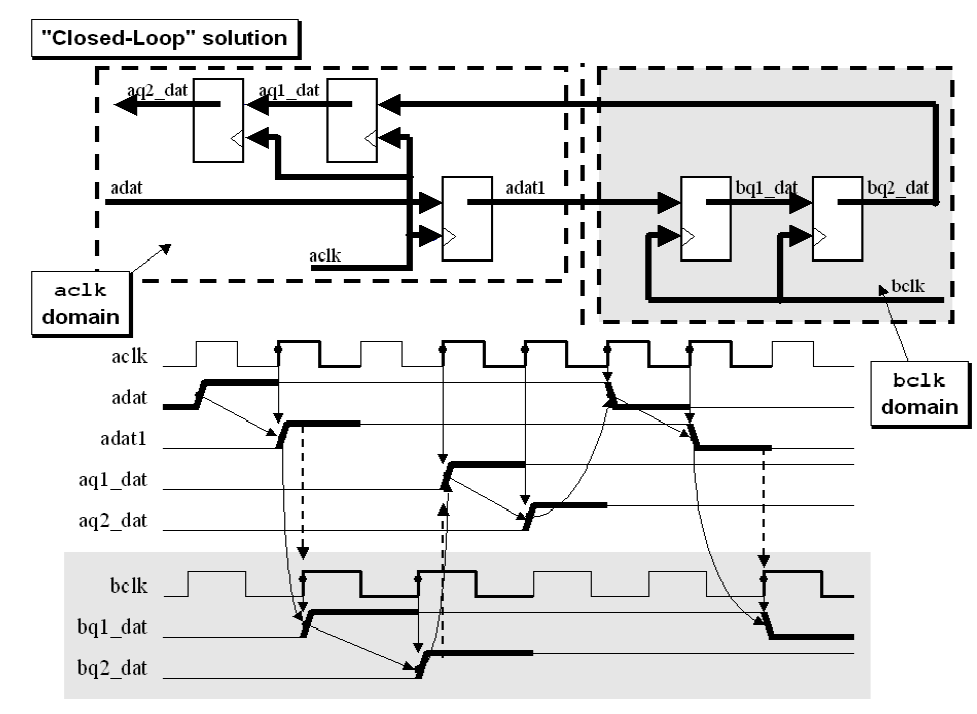 "Closed-Loop" solution
aq2_dat
aq1_dat
adat
adat1
bq1_dat
bq2_dat
aclk
bclk
aclk
domain
bclk
domain
aclk
adat
adat1
aq1_dat
aq2_dat
bclk
bq1_dat
bq2_dat